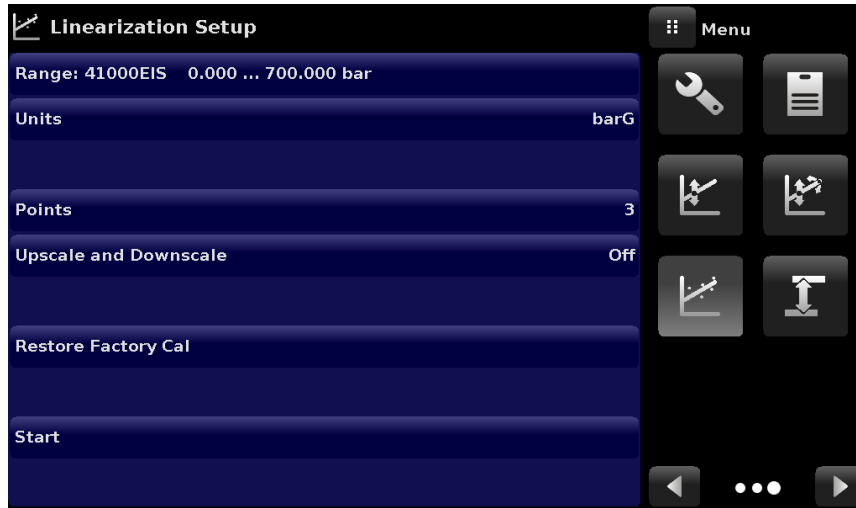 Linearization Setup
Menu
Range: 41000EIS 0.000 ... 700.000 bar
Units barG
Points 3
Upscale and Downscale Off
Restore Factory Cal
Start